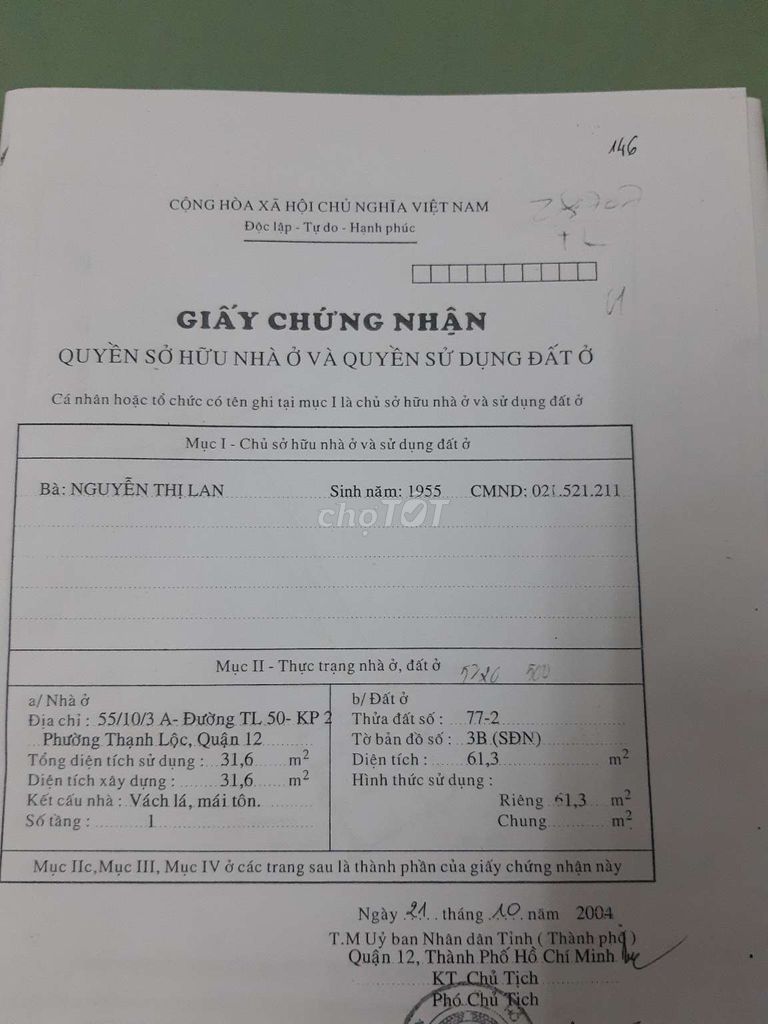 146
CỘNG HÒA XÃ HỘI CHỦ NGHĨA VIỆT NAM
Độc lập - Tự do - Hạnh phúc
GIẤY CHỨNG NHẬN
QUYỀN SỞ HỮU NHÀ Ở VÀ QUYỀN SỬ DỤNG ĐẤT Ở
Cá nhân hoặc tổ chức có tên ghi tại mục I là chủ sở hữu nhà ở và sử dụng đất ở
Mục I - Chủ sở hữu nhà ở và sử dụng đất ở
Bà: NGUYỄN THỊ LAN Sinh năm: 1955 CMND: 021.521.211
chợTỐT
Mục II - Thực trạng nhà ở, đất ở
a/ Nhà ở
Địa chỉ : 55/10/3 A- Đường TL 50- KP 2
Phường Thạnh Lộc, Quận 12
Tổng diện tích sử dụng : 31,6 m²
Diện tích xây dựng : 31,6 m²
Kết cấu nhà : Vách lá, mái tôn.
Số tầng : 1
b/ Đất ở
Thửa đất số : 77-2
Tờ bản đồ số : 3B (SĐN)
Diện tích : 61,3 m²
Hình thức sử dụng :
Riêng 61,3 m²
Chung m²
Mục IIc,Mục III, Mục IV ở các trang sau là thành phần của giấy chứng nhận này
Ngày 21 tháng 10 năm 2004
T.M Uỷ ban Nhân dân Tỉnh ( Thành phố )
Quận 12, Thành Phố Hồ Chí Minh
KT. Chủ Tịch
Phó Chủ Tịch